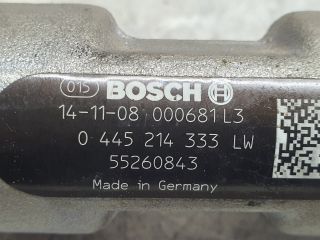 015 BOSCH
14-11-08 000681 L3
0 445 214 333 LW
55260843
Made in Germany